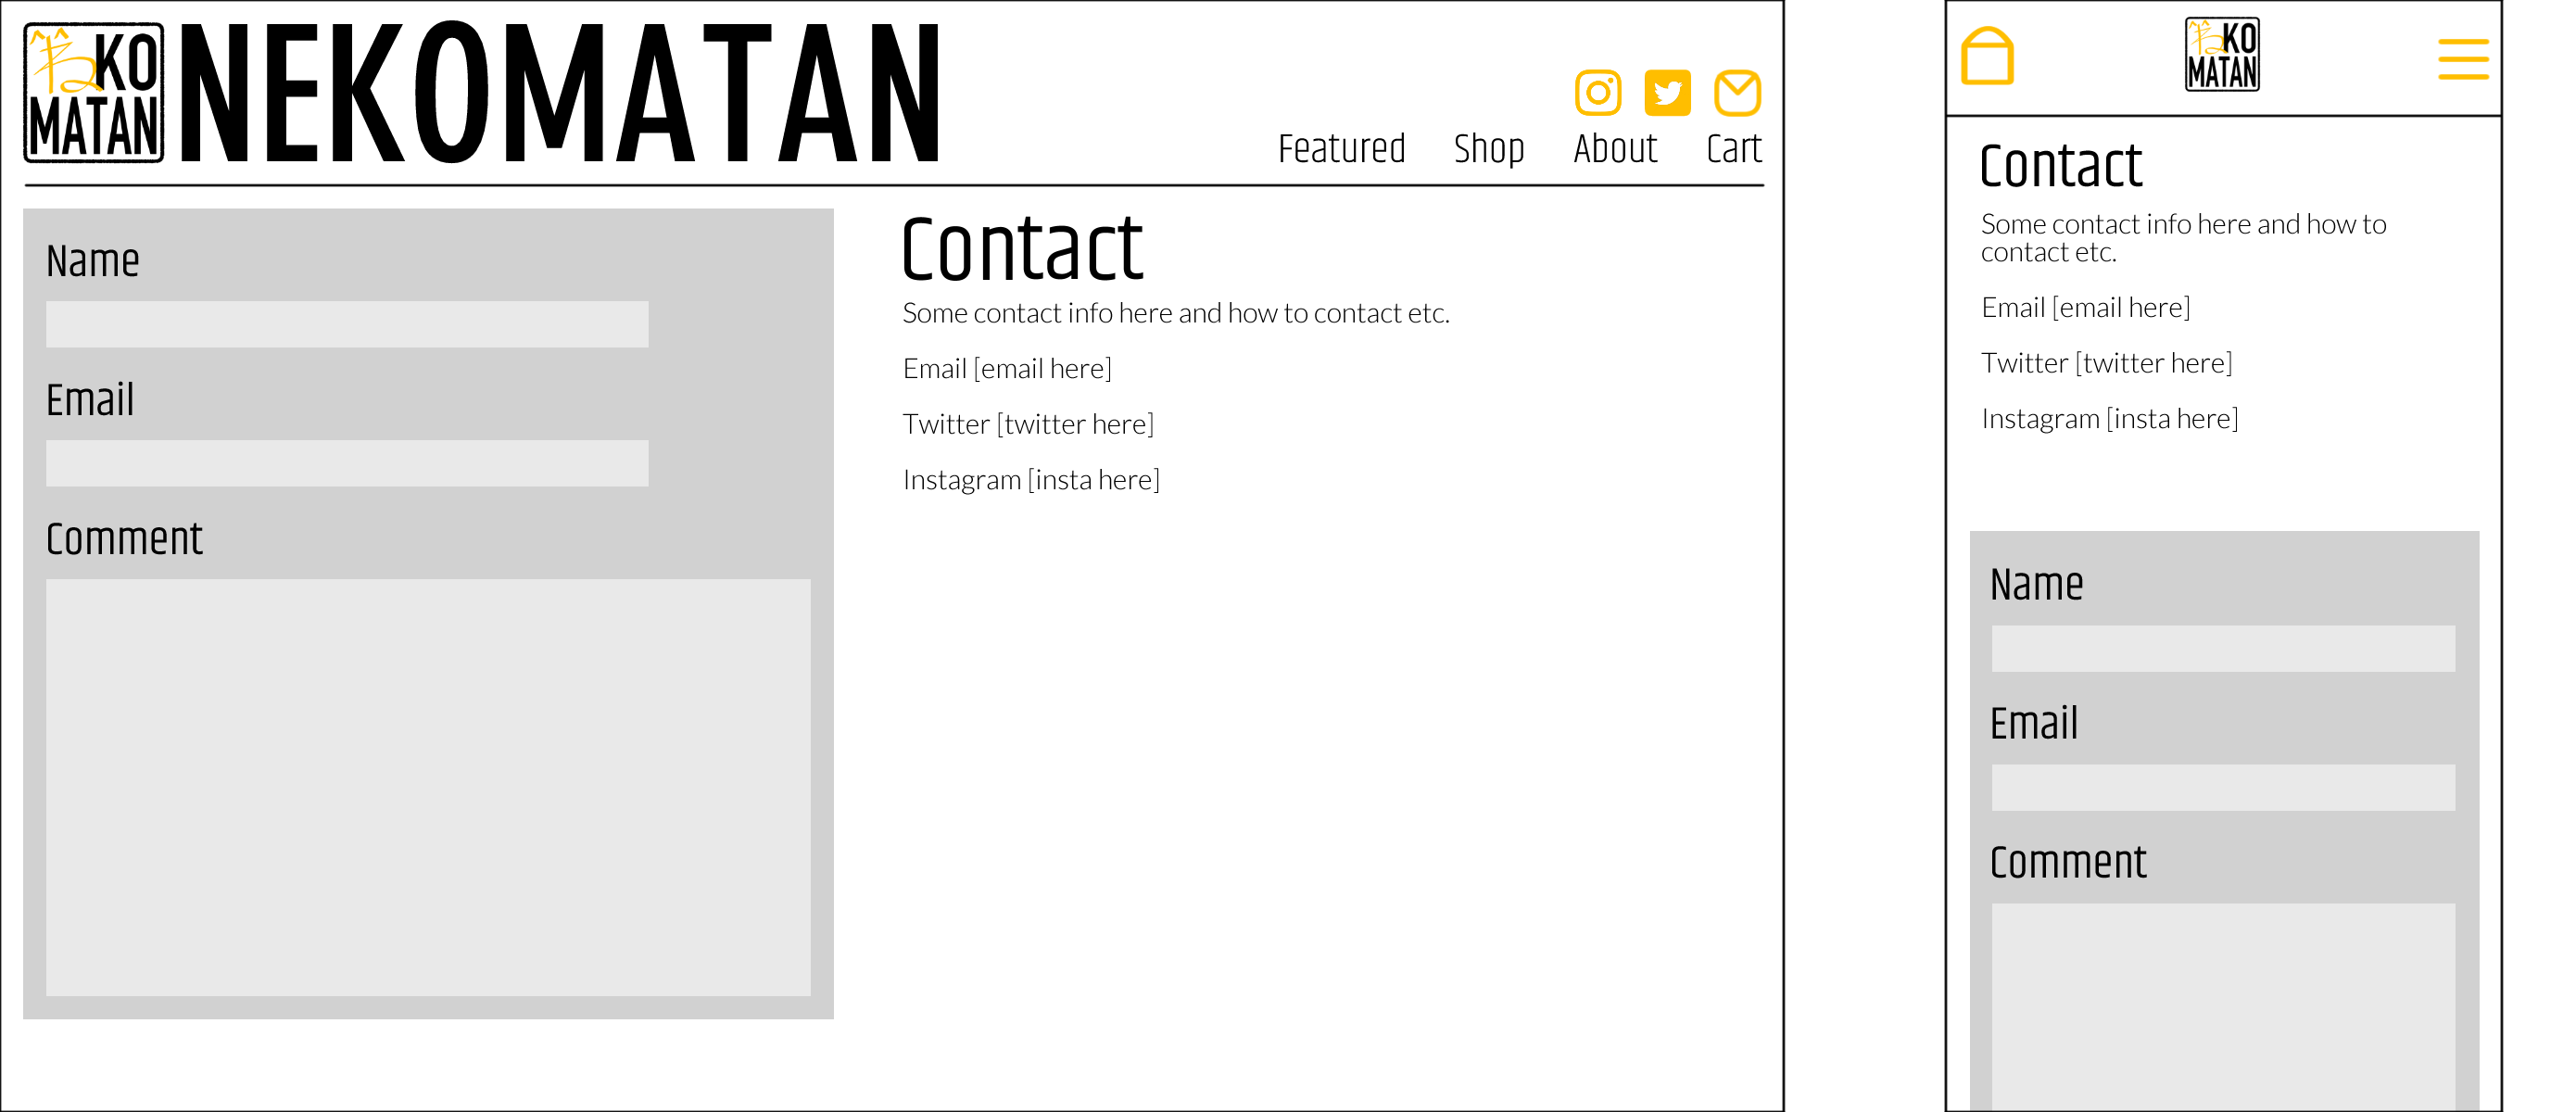 KO
MATAN
NEKOMATAN
Featured Shop About Cart
Name
Email
Comment
Contact
Some contact info here and how to contact etc.
Email [email here]
Twitter [twitter here]
Instagram [insta here]
KO
MATAN
Contact
Some contact info here and how to
contact etc.
Email [email here]
Twitter [twitter here]
Instagram [insta here]
Name
Email
Comment